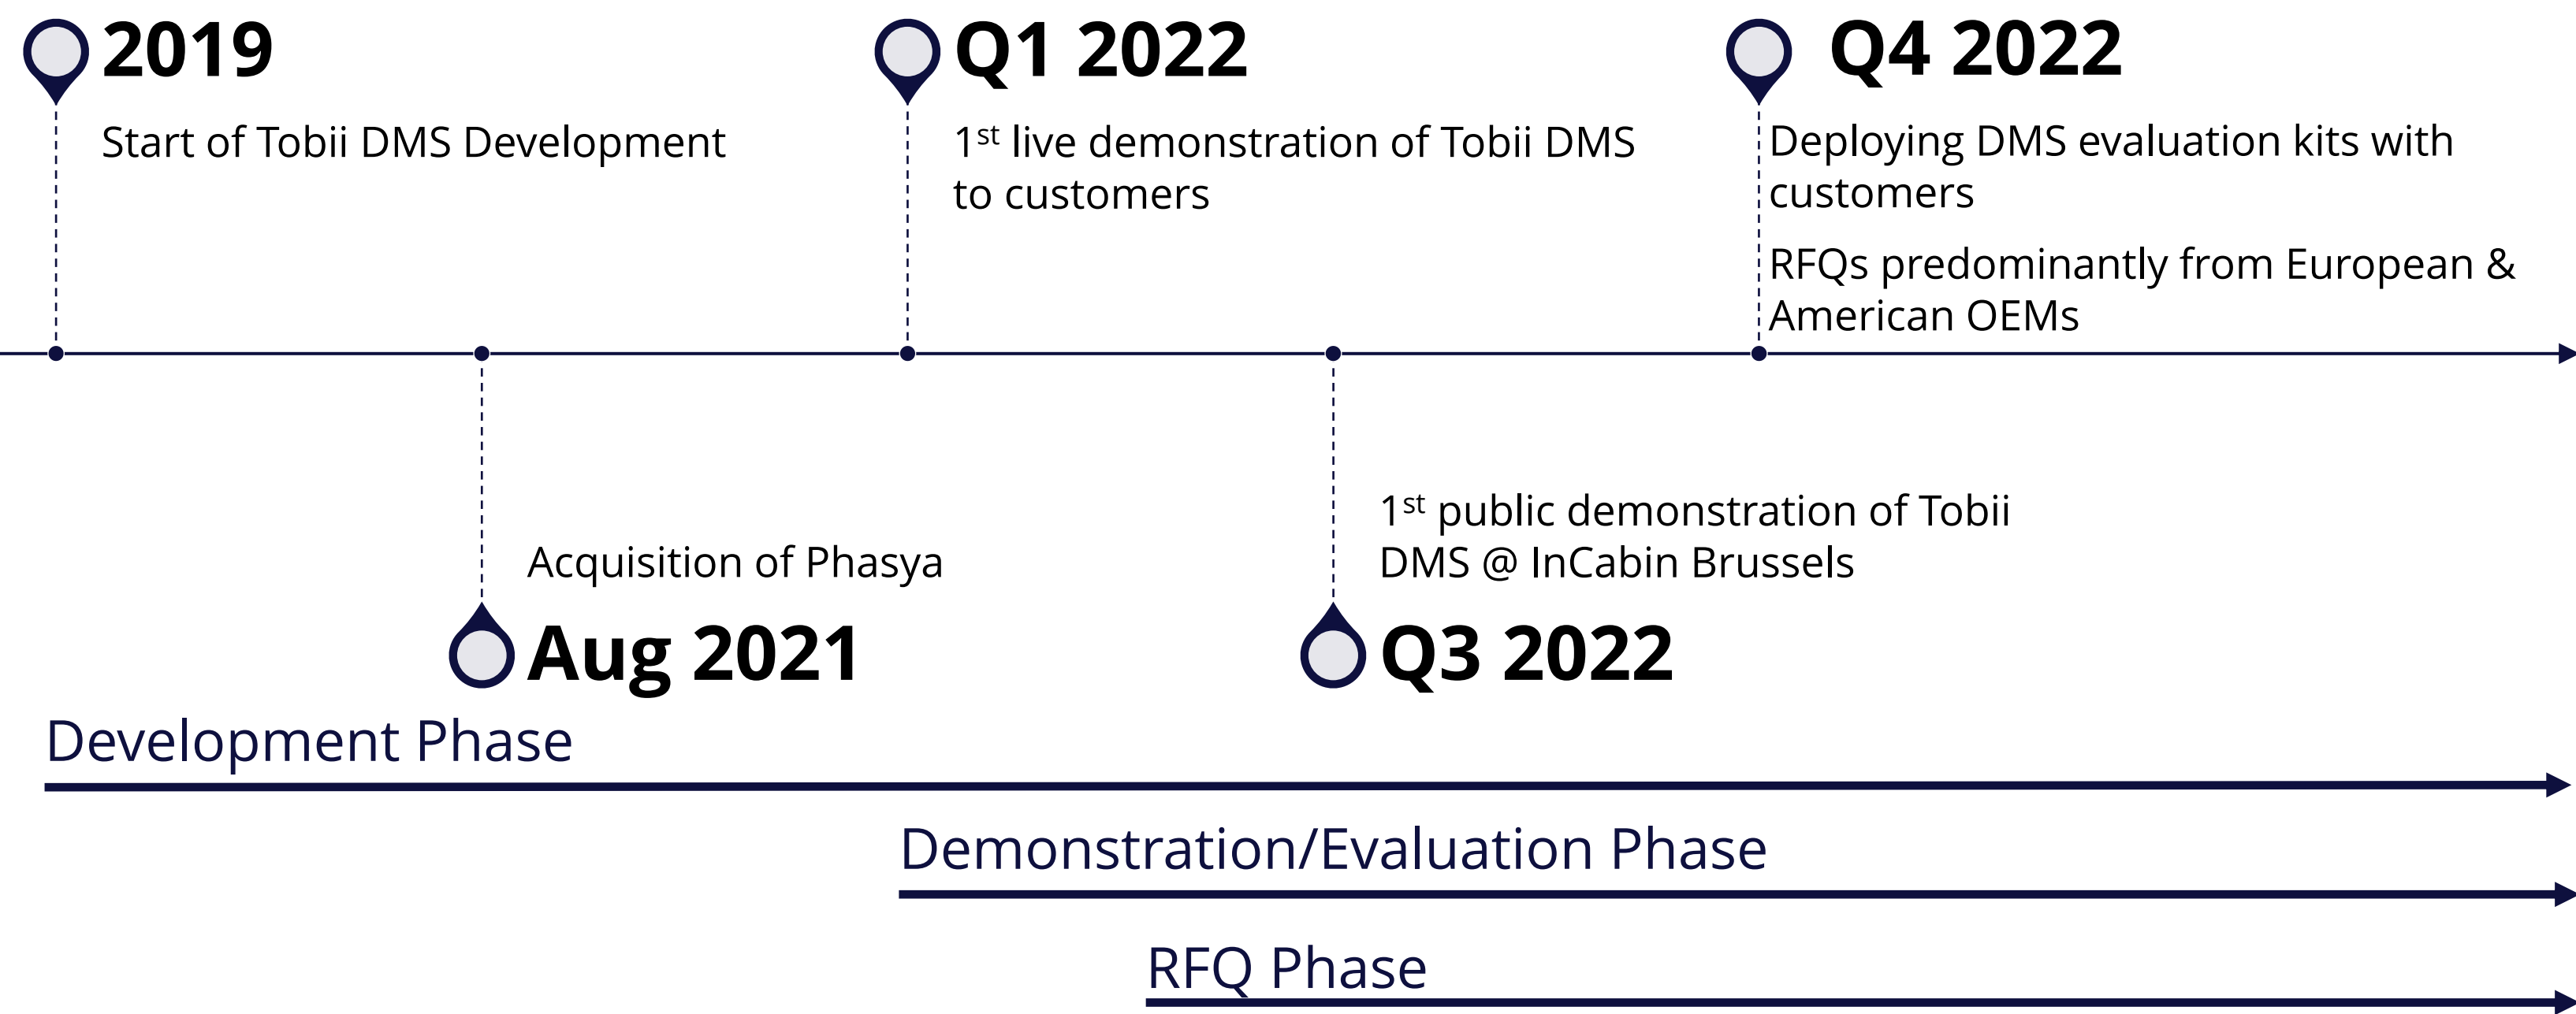 2019
Start of Tobii DMS Development
Q1 2022
1st live demonstration of Tobii DMS
to customers
Q4 2022
Deploying DMS evaluation kits with
customers
RFQs predominantly from European &
American OEMs
Acquisition of Phasya
Aug 2021
1st public demonstration of Tobii
DMS @ InCabin Brussels
Q3 2022
Development Phase
Demonstration/Evaluation Phase
RFQ Phase